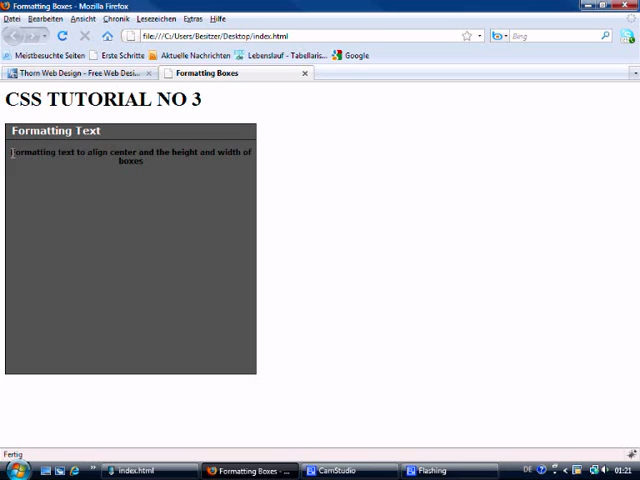 Formatting Boxes - Mozilla Firefox
Datei Bearbeiten Ansicht Chronik Lesezeichen Extras Hilfe
file:///C:/Users/Besitzer/Desktop/index.html
Bing
Meistbesuchte Seiten Erste Schritte Aktuelle Nachrichten Lebenslauf - Tabellaris... Google
Thorn Web Design - Free Web Desi... Formatting Boxes
CSS TUTORIAL NO 3
Formatting Text
Formatting text to align center and the height and width of
boxes
Fertig
index.html Formatting Boxes - ... CamStudio Flashing DE 01:21